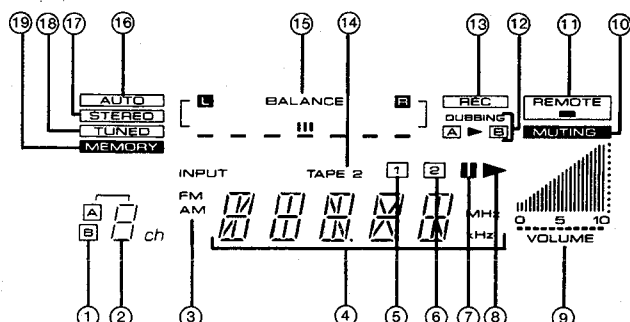 19 18 17 16 15 14 13 12 11 10
AUTO
STEREO
TUNED
MEMORY
L BALANCE R
REC
DUBBING
A ► B
REMOTE
MUTING
INPUT TAPE 2 1 2
FM
AM
MHz
kHz
A
B
ch
0 5 10
VOLUME
1 2 3 4 5 6 7 8 9